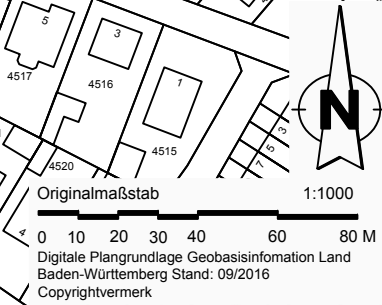 5
3
1
4517
4516
4515
3
5
7
4520
4
N
Originalmaßstab 1:1000
0 10 20 30 40 60 80 M
Digitale Plangrundlage Geobasisinfomation Land
Baden-Württemberg Stand: 09/2016
Copyrightvermerk